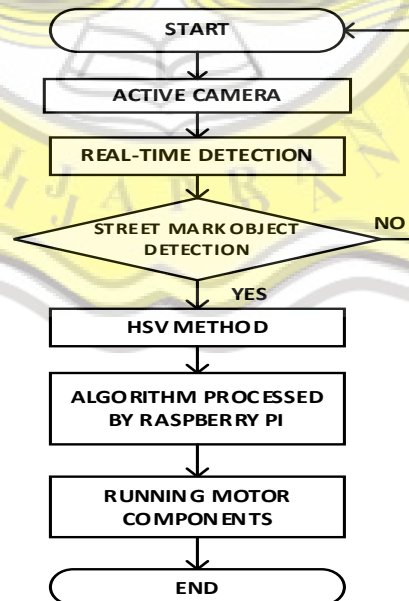 START
ACTIVE CAMERA
REAL-TIME DETECTION
STREET MARK OBJECT
DETECTION
NO
YES
HSV METHOD
ALGORITHM PROCESSED
BY RASPBERRY PI
RUNNING MOTOR
COMPONENTS
END